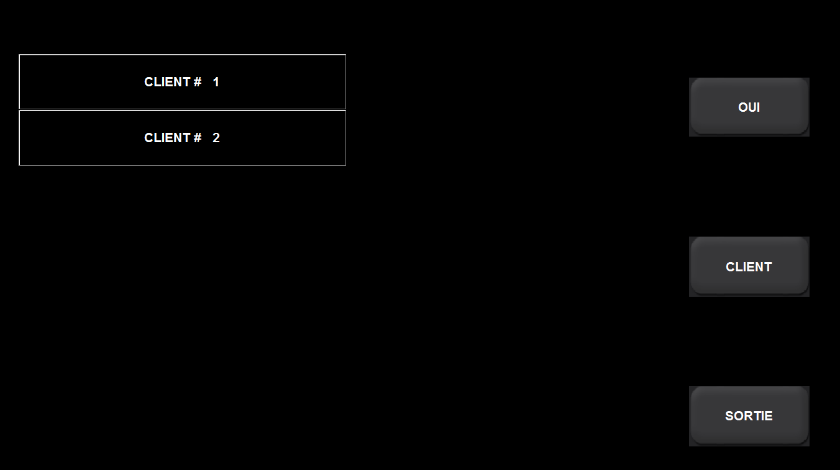 CLIENT # 1
CLIENT # 2
OUI
CLIENT
SORTIE